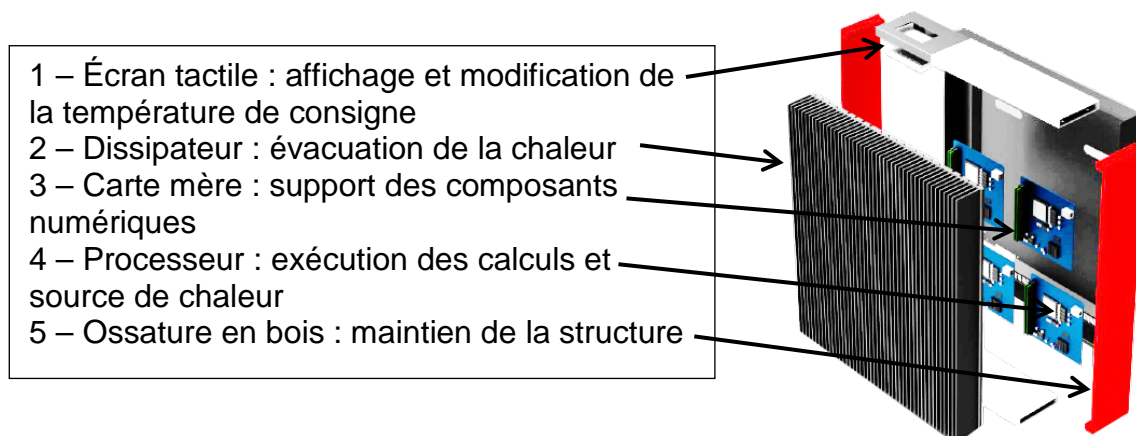 1 – Écran tactile : affichage et modification de
la température de consigne
2 – Dissipateur : évacuation de la chaleur
3 – Carte mère : support des composants
numériques
4 – Processeur : exécution des calculs et
source de chaleur
5 – Ossature en bois : maintien de la structure